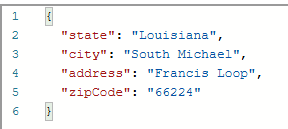 1 {
2 "state": "Louisiana",
3 "city": "South Michael",
4 "address": "Francis Loop",
5 "zipCode": "66224"
6 }